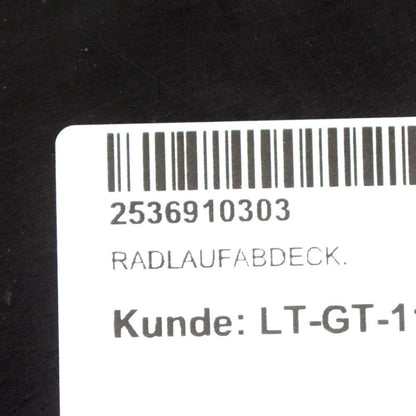 2536910303
RADLAUFABDECK.
Kunde: LT-GT-1